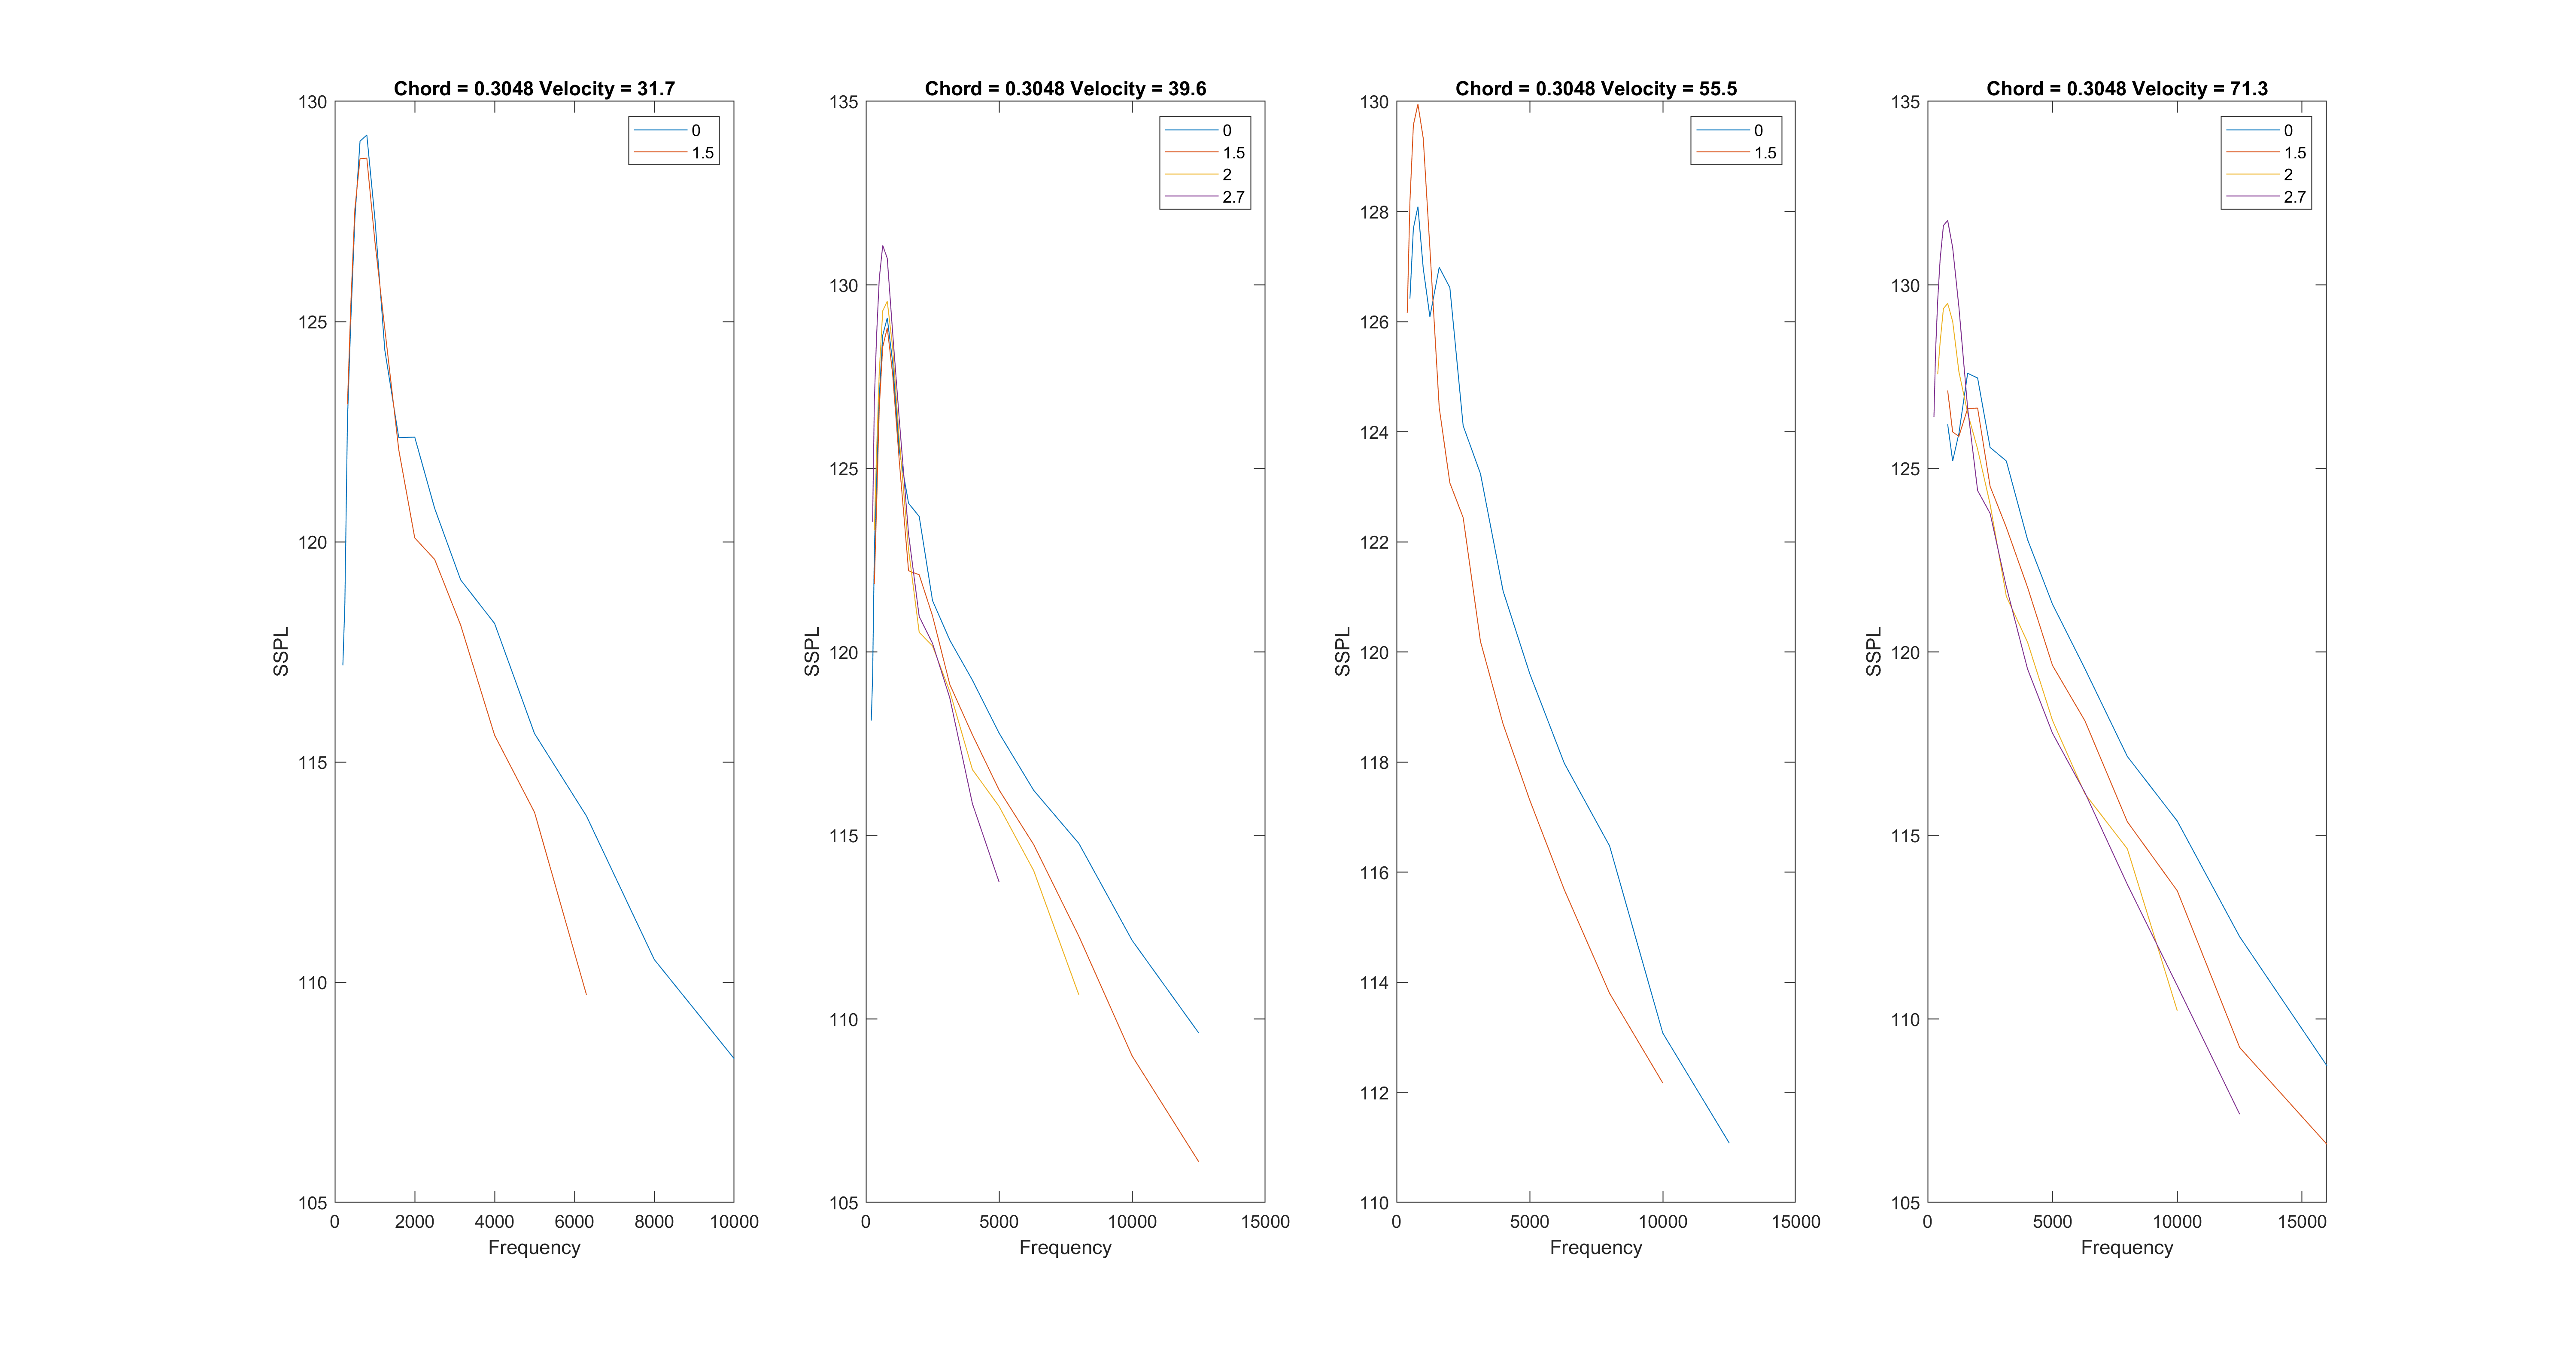 Chord = 0.3048 Velocity = 31.7
130
125
120
115
110
105
SSPL
0
1.5
0 2000 4000 6000 8000 10000
Frequency
Chord = 0.3048 Velocity = 39.6
135
130
125
120
115
110
105
SSPL
0
1.5
2
2.7
0 5000 10000 15000
Frequency
Chord = 0.3048 Velocity = 55.5
130
128
126
124
122
120
118
116
114
112
110
SSPL
0
1.5
0 5000 10000 15000
Frequency
Chord = 0.3048 Velocity = 71.3
135
130
125
120
115
110
105
SSPL
0
1.5
2
2.7
0 5000 10000 15000
Frequency